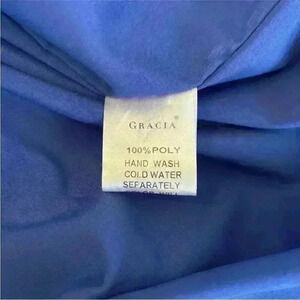 GRACIA®
100%POLY
HAND WASH
COLD WATER
SEPARATELY